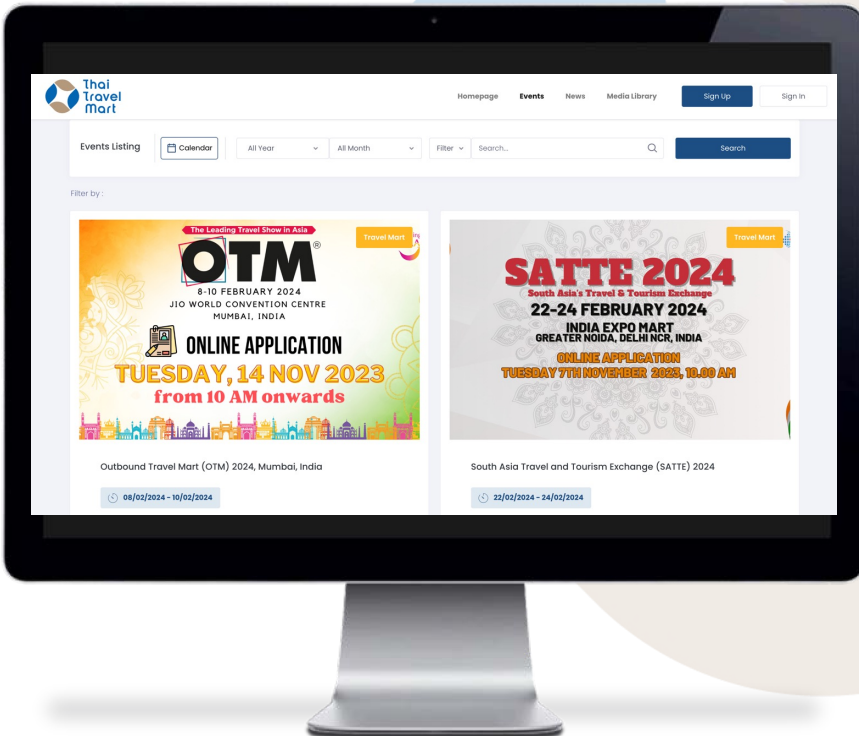 Thai
Travel
Mart
Homepage Events News Media Library Sign Up Sign In
Events Listing Calendar All Year All Month Filter Search... Search
Filter by :
The Leading Travel Show in Asia
Travel Mart
OTM®
8-10 FEBRUARY 2024
JIO WORLD CONVENTION CENTRE
MUMBAI, INDIA
ONLINE APPLICATION
TUESDAY, 14 NOV 2023
from 10 AM onwards
Outbound Travel Mart (OTM) 2024, Mumbai, India
08/02/2024 - 10/02/2024
Travel Mart
SATTE 2024
South Asia's Travel & Tourism Exchange
22-24 FEBRUARY 2024
INDIA EXPO MART
GREATER NOIDA, DELHI NCR, INDIA
ONLINE APPLICATION
TUESDAY 7TH NOVEMBER 2023, 10.00 AM
South Asia Travel and Tourism Exchange (SATTE) 2024
22/02/2024 - 24/02/2024